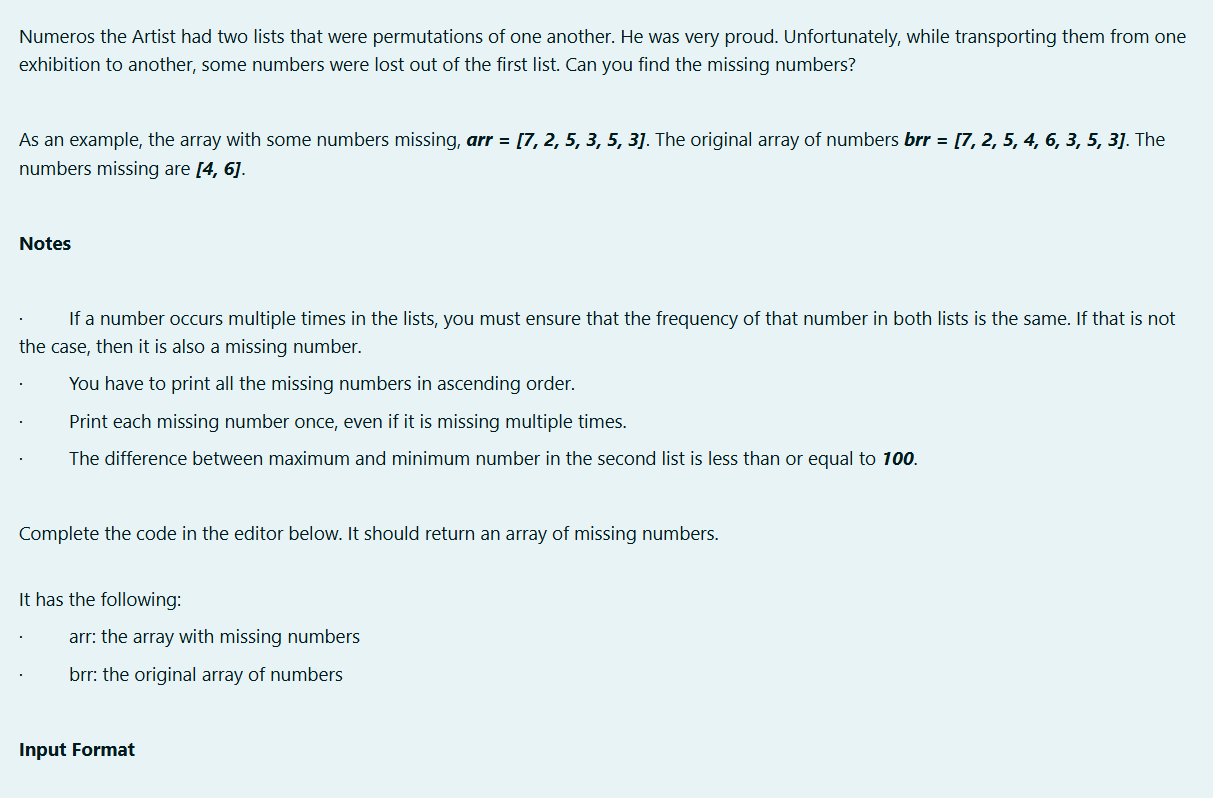 Numeros the Artist had two lists that were permutations of one another. He was very proud. Unfortunately, while transporting them from one
exhibition to another, some numbers were lost out of the first list. Can you find the missing numbers?
As an example, the array with some numbers missing, arr = [7, 2, 5, 3, 5, 3]. The original array of numbers brr = [7, 2, 5, 4, 6, 3, 5, 3]. The
numbers missing are [4, 6].
Notes
· If a number occurs multiple times in the lists, you must ensure that the frequency of that number in both lists is the same. If that is not
the case, then it is also a missing number.
· You have to print all the missing numbers in ascending order.
· Print each missing number once, even if it is missing multiple times.
· The difference between maximum and minimum number in the second list is less than or equal to 100.
Complete the code in the editor below. It should return an array of missing numbers.
It has the following:
· arr: the array with missing numbers
· brr: the original array of numbers
Input Format